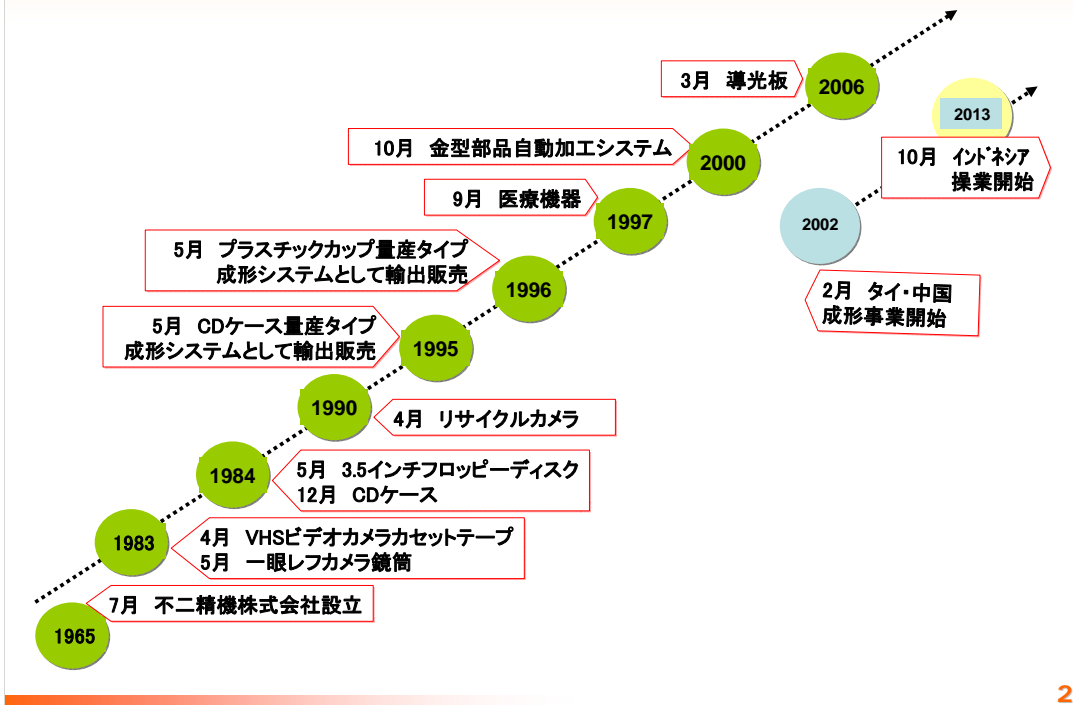 1965
7月　不二精機株式会社設立
1983
4月　VHSビデオカメラカセットテープ
5月　一眼レフカメラ鏡筒
1984
5月　3.5インチフロッピーディスク
12月　CDケース
1990
4月　リサイクルカメラ
1995
5月　CDケース量産タイプ
成形システムとして輸出販売
1996
5月　プラスチックカップ量産タイプ
成形システムとして輸出販売
1997
9月　医療機器
2000
10月　金型部品自動加工システム
2006
3月　導光板
2002
2月　タイ・中国
成形事業開始
2013
10月　インドネシア
操業開始
2